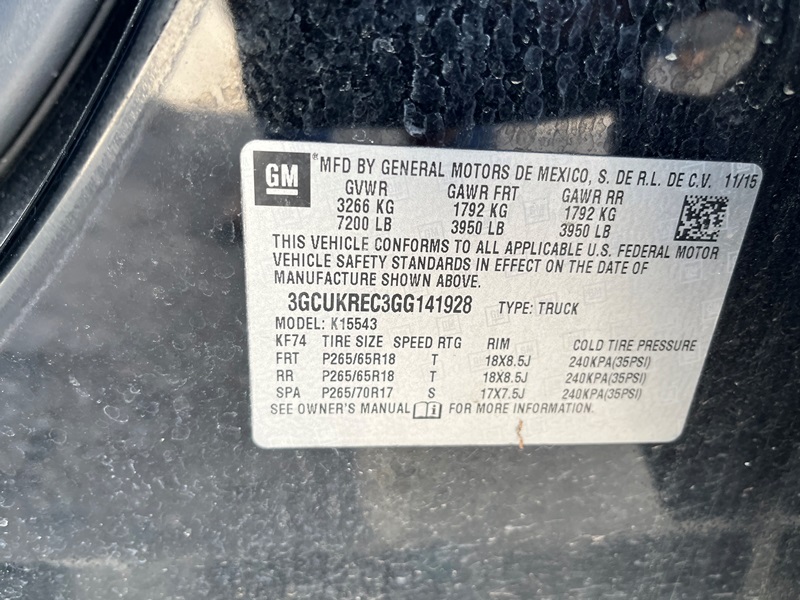 GM ® MFD BY GENERAL MOTORS DE MEXICO, S. DE R.L. DE C.V. 11/15
GVWR GAWR FRT GAWR RR
3266 KG 1792 KG 1792 KG
7200 LB 3950 LB 3950 LB
THIS VEHICLE CONFORMS TO ALL APPLICABLE U.S. FEDERAL MOTOR
VEHICLE SAFETY STANDARDS IN EFFECT ON THE DATE OF
MANUFACTURE SHOWN ABOVE.
3GCUKREC3GG141928 TYPE: TRUCK
MODEL: K15543
KF74 TIRE SIZE SPEED RTG RIM COLD TIRE PRESSURE
FRT P265/65R18 T 18X8.5J 240KPA(35PSI)
RR P265/65R18 T 18X8.5J 240KPA(35PSI)
SPA P265/70R17 S 17X7.5J 240KPA(35PSI)
SEE OWNER'S MANUAL FOR MORE INFORMATION.